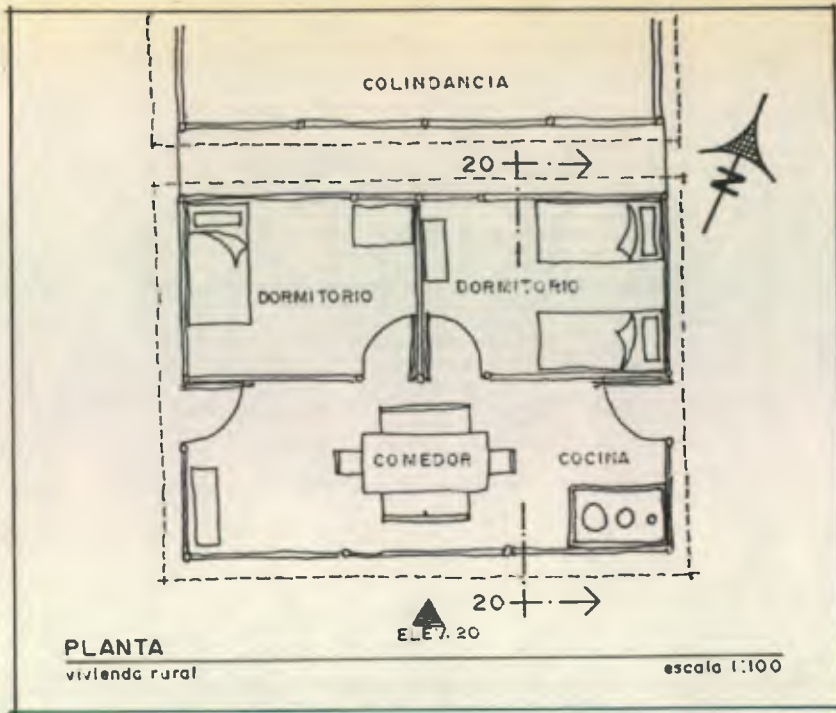 COLINDANCIA
20
N
DORMITORIO
DORMITORIO
COMEDOR
COCINA
20
ELEV. 20
PLANTA
vivienda rural
escala 1:100